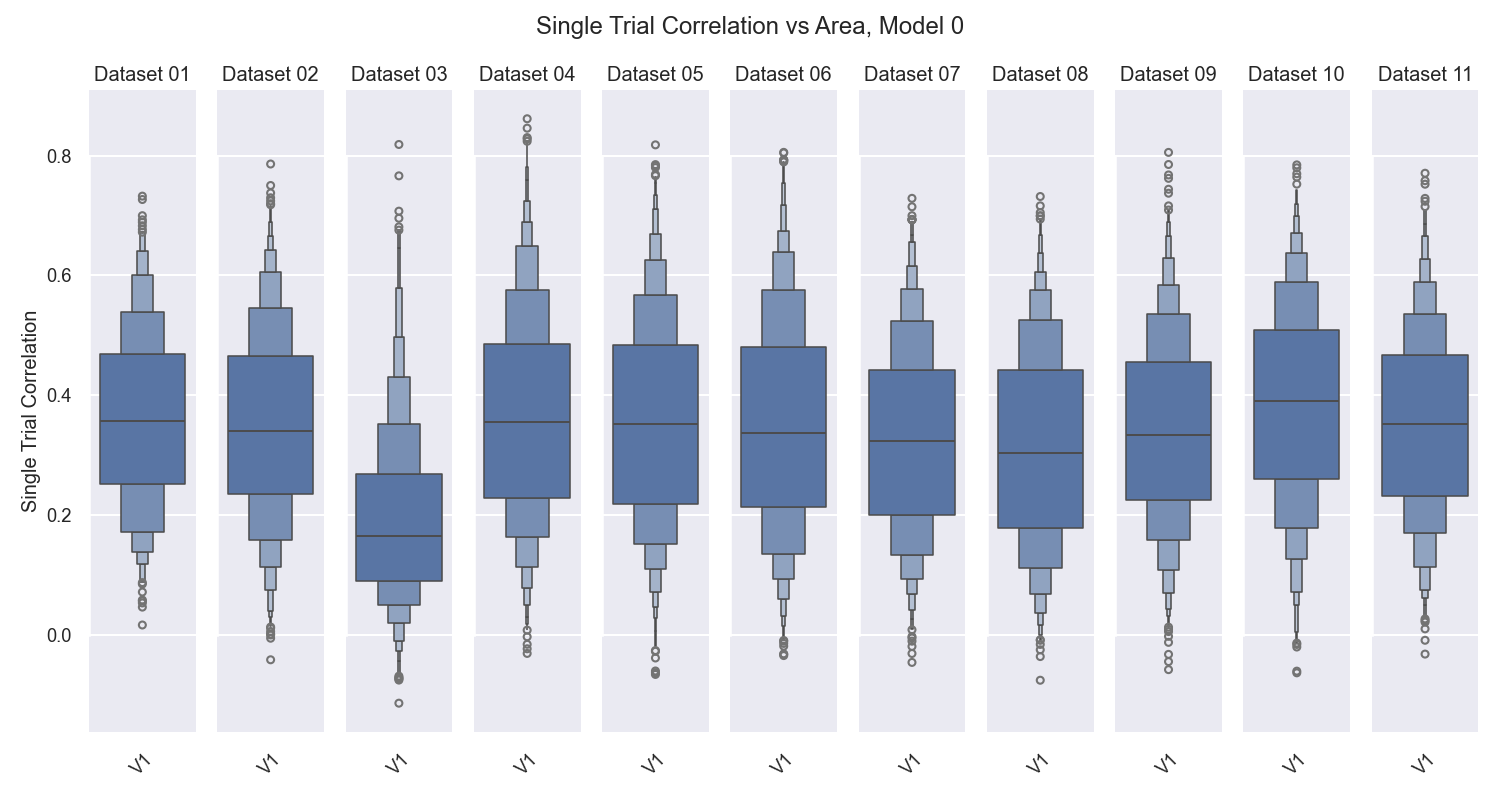 Single Trial Correlation vs Area, Model 0
Dataset 01 Dataset 02 Dataset 03 Dataset 04 Dataset 05 Dataset 06 Dataset 07 Dataset 08 Dataset 09 Dataset 10 Dataset 11
Single Trial Correlation
0.8
0.6
0.4
0.2
0.0
V1 V1 V1 V1 V1 V1 V1 V1 V1 V1 V1